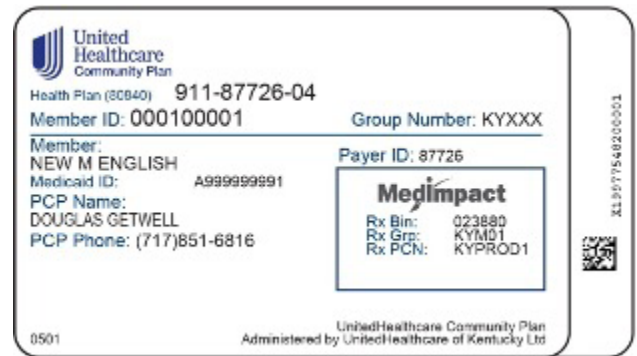 United
Healthcare
Community Plan
Health Plan (80840) 911-87726-04
Member ID: 000100001 Group Number: KYXXX
Member:
NEW M ENGLISH
Medicaid ID: A999999991
PCP Name:
DOUGLAS GETWELL
PCP Phone: (717)851-6816
Payer ID: 87726
MedImpact
Rx Bin: 023880
Rx Grp: KYM01
Rx PCN: KYPROD1
0501
UnitedHealthcare Community Plan
Administered by UnitedHealthcare of Kentucky Ltd
X19977548200001